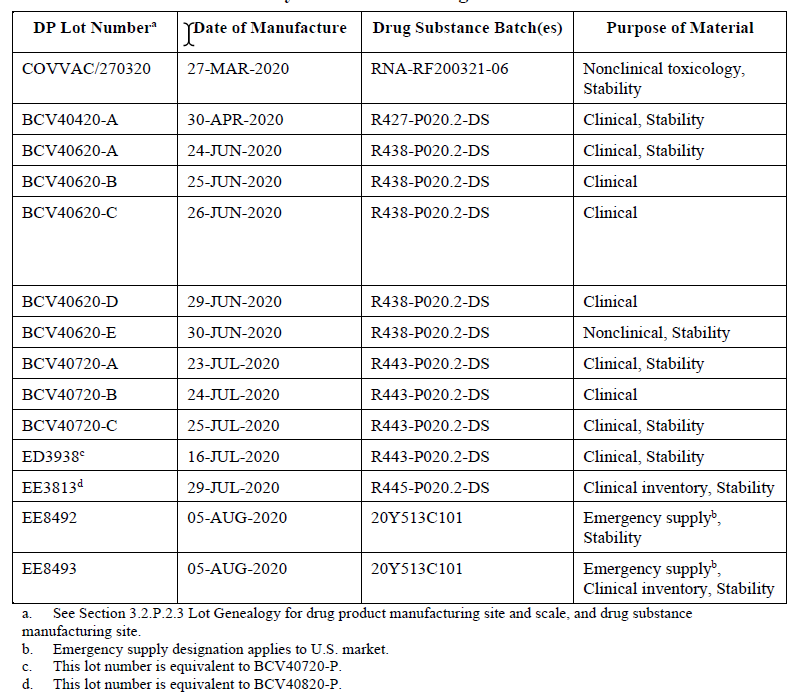 DP Lot Numberᵃ Date of Manufacture Drug Substance Batch(es) Purpose of Material
COVVAC/270320 27-MAR-2020 RNA-RF200321-06 Nonclinical toxicology,
Stability
BCV40420-A 30-APR-2020 R427-P020.2-DS Clinical, Stability
BCV40620-A 24-JUN-2020 R438-P020.2-DS Clinical, Stability
BCV40620-B 25-JUN-2020 R438-P020.2-DS Clinical
BCV40620-C 26-JUN-2020 R438-P020.2-DS Clinical
BCV40620-D 29-JUN-2020 R438-P020.2-DS Clinical
BCV40620-E 30-JUN-2020 R438-P020.2-DS Nonclinical, Stability
BCV40720-A 23-JUL-2020 R443-P020.2-DS Clinical, Stability
BCV40720-B 24-JUL-2020 R443-P020.2-DS Clinical
BCV40720-C 25-JUL-2020 R443-P020.2-DS Clinical, Stability
ED3938ᶜ 16-JUL-2020 R443-P020.2-DS Clinical, Stability
EE3813ᵈ 29-JUL-2020 R445-P020.2-DS Clinical inventory, Stability
EE8492 05-AUG-2020 20Y513C101 Emergency supplyᵇ,
Stability
EE8493 05-AUG-2020 20Y513C101 Emergency supplyᵇ,
Clinical inventory, Stability
a. See Section 3.2.P.2.3 Lot Genealogy for drug product manufacturing site and scale, and drug substance
manufacturing site.
b. Emergency supply designation applies to U.S. market.
c. This lot number is equivalent to BCV40720-P.
d. This lot number is equivalent to BCV40820-P.